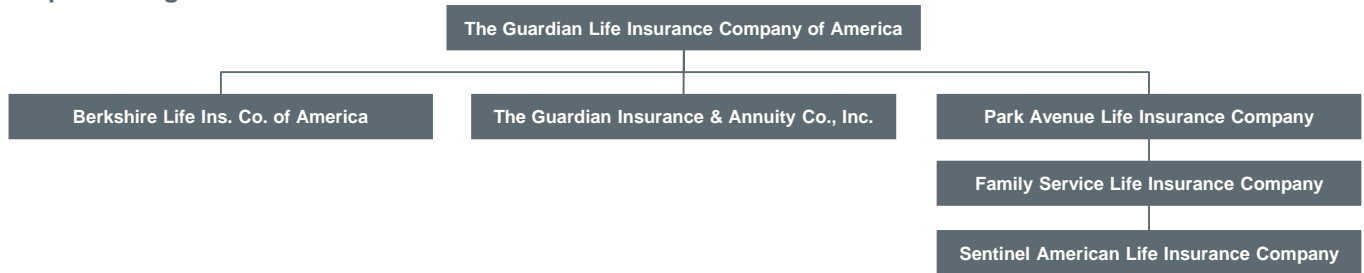 The Guardian Life Insurance Company of America
Berkshire Life Ins. Co. of America
The Guardian Insurance & Annuity Co., Inc.
Park Avenue Life Insurance Company
Family Service Life Insurance Company
Sentinel American Life Insurance Company